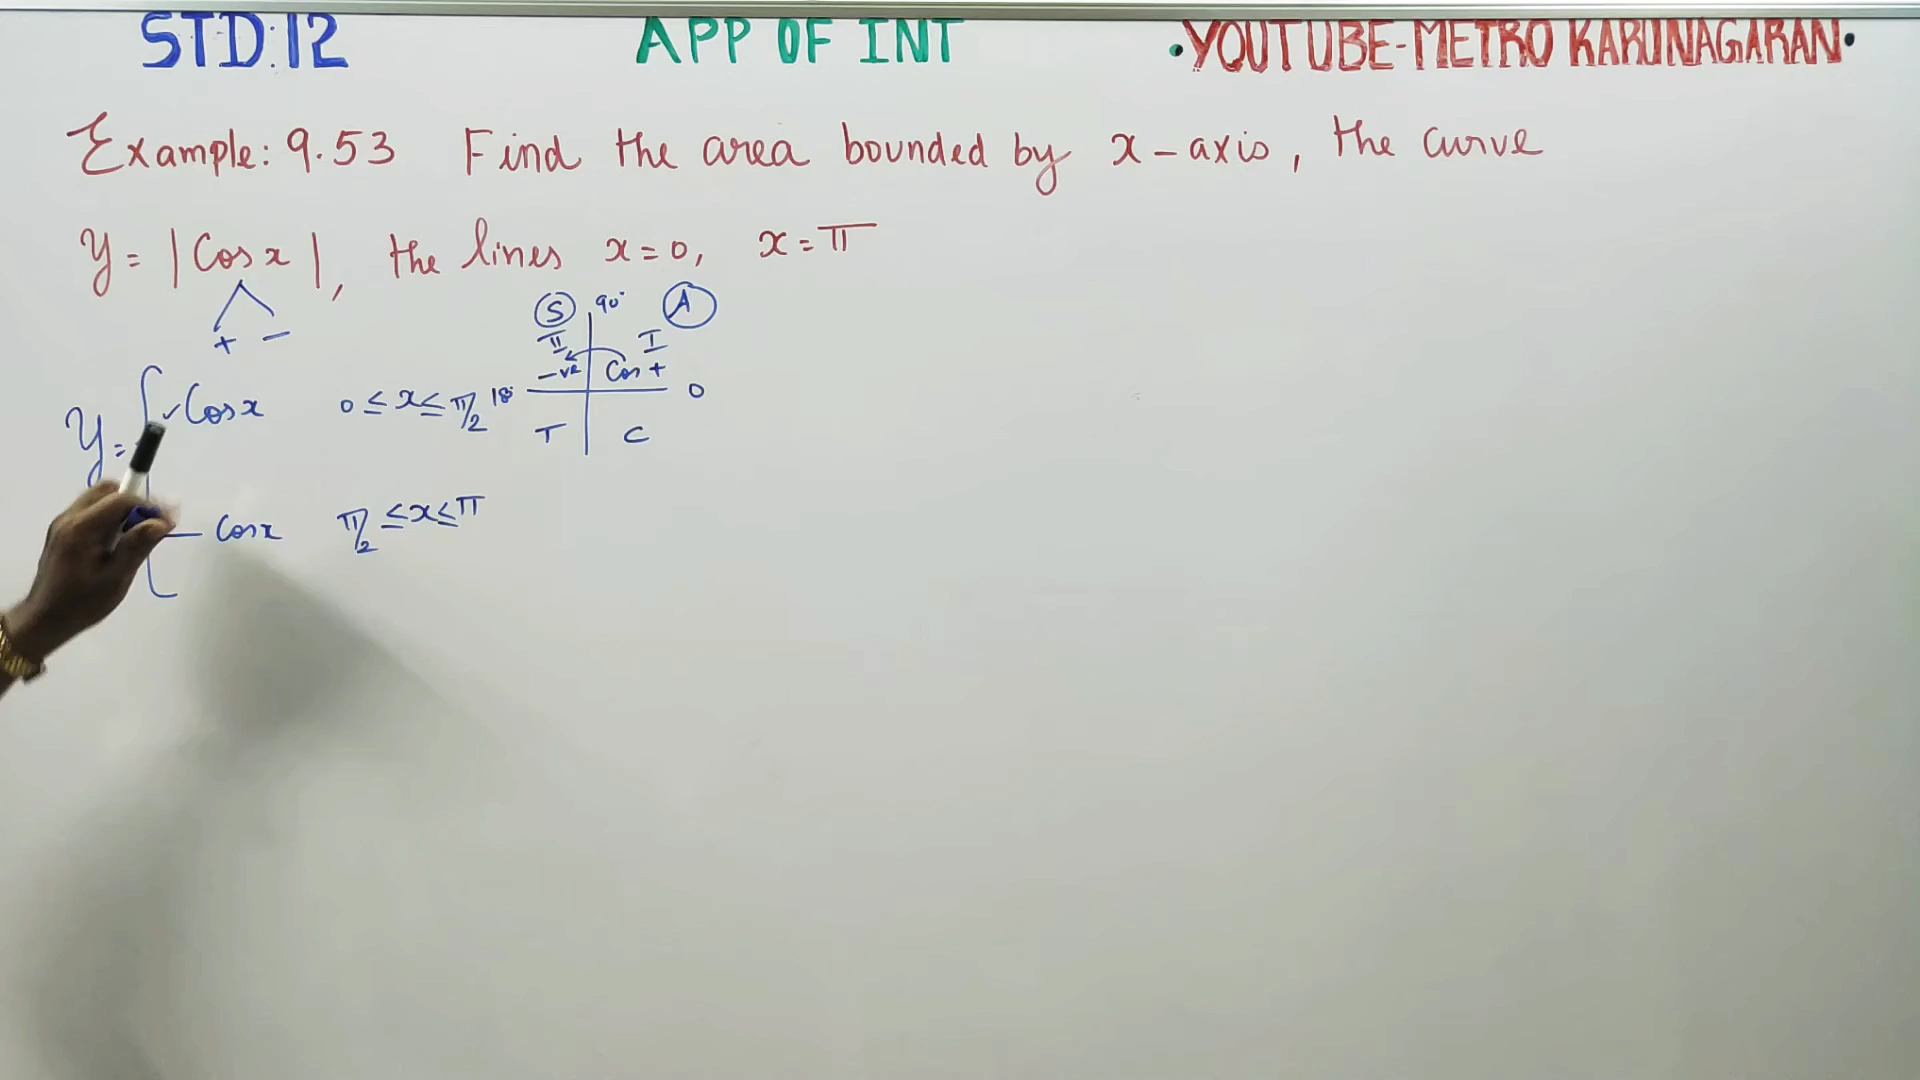 STD:12 APP OF INT •YOUTUBE-METRO KARUNAGARAN•
Example: 9.53 Find the area bounded by x-axis, the curve
y = |Cos x|, the lines x=0, x=π
+ −
S 90° A
II I
−ve Cos +
180 0
T C
y = { Cos x 0 ≤ x ≤ π/2
− Cos x π/2 ≤ x ≤ π